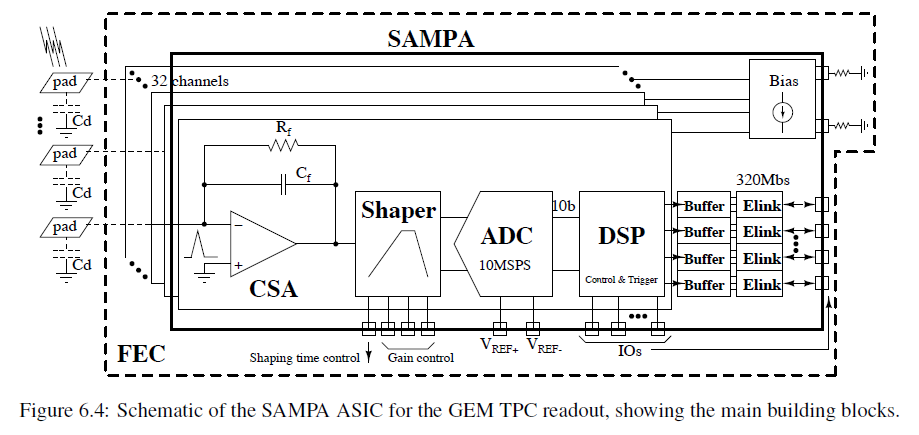 SAMPA
32 channels
pad
Cd
pad
Cd
pad
Cd
Rf
Cf
CSA
Shaper
ADC
10MSPS
10b
DSP
Control & Trigger
Bias
320Mbs
Buffer Elink
Buffer Elink
Buffer Elink
Buffer Elink
FEC
Shaping time control
Gain control
VREF+
VREF-
IOs
Figure 6.4: Schematic of the SAMPA ASIC for the GEM TPC readout, showing the main building blocks.